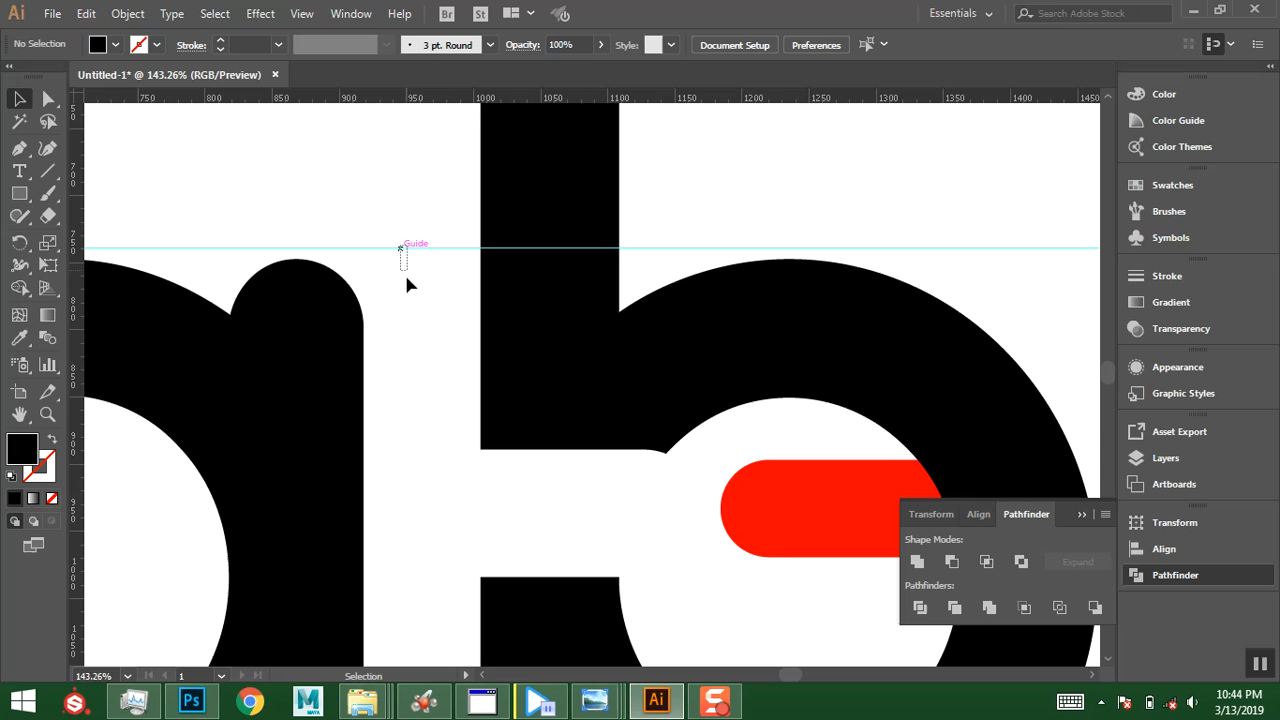 Ai File Edit Object Type Select Effect View Window Help Br St Essentials Search Adobe Stock
No Selection Stroke: 3 pt. Round Opacity: 100% Style: Document Setup Preferences
Untitled-1* @ 143.26% (RGB/Preview)
750 800 850 900 950 1000 1050 1100 1150 1200 1250 1300 1350 1400 1450
Color
Color Guide
Color Themes
Swatches
Brushes
Symbols
Stroke
Gradient
Transparency
Appearance
Graphic Styles
Asset Export
Layers
Artboards
Transform
Align
Pathfinder
Guide
Transform Align Pathfinder
Shape Modes:
Expand
Pathfinders:
143.26% 1 Selection
Ps Ai S
10:44 PM
3/13/2019